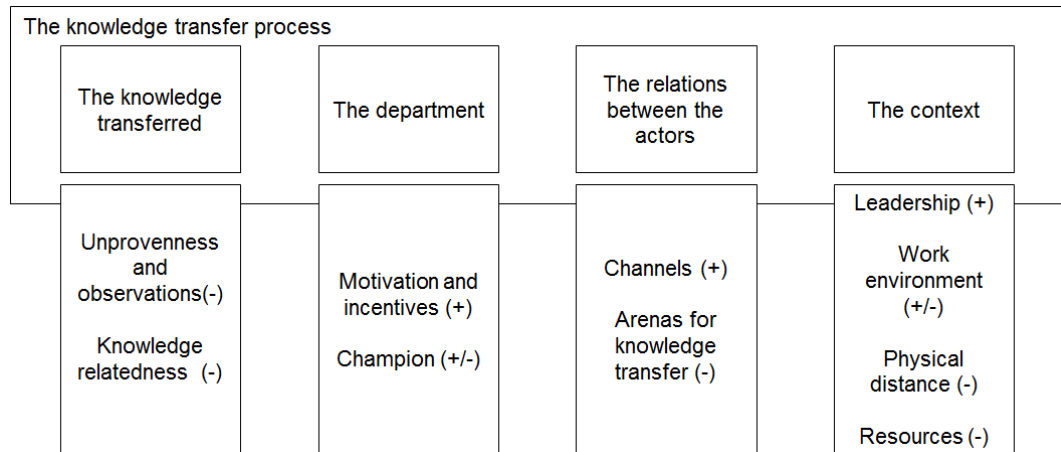 The knowledge transfer process
The knowledge
transferred
The department
The relations
between the
actors
The context
Unprovenness
and
observations(-)
Knowledge
relatedness (-)
Motivation and
incentives (+)
Champion (+/-)
Channels (+)
Arenas for
knowledge
transfer (-)
Leadership (+)
Work
environment
(+/-)
Physical
distance (-)
Resources (-)